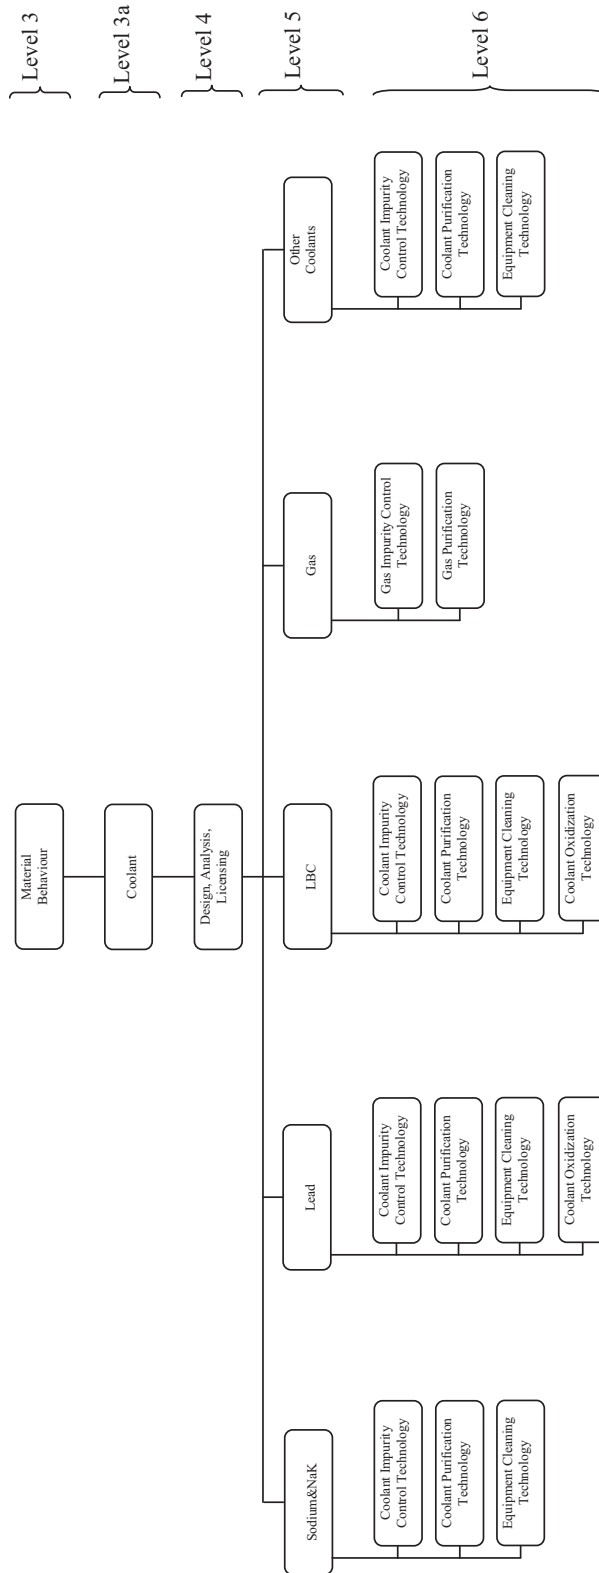 Level 3
Level 3a
Level 4
Level 5
Level 6
Material
Behaviour
Coolant
Design, Analysis,
Licensing
Sodium&NaK
Lead
LBC
Gas
Other
Coolants
Coolant Impurity
Control Technology
Coolant Purification
Technology
Equipment Cleaning
Technology
Coolant Impurity
Control Technology
Coolant Purification
Technology
Equipment Cleaning
Technology
Coolant Oxidization
Technology
Coolant Impurity
Control Technology
Coolant Purification
Technology
Equipment Cleaning
Technology
Coolant Oxidization
Technology
Gas Impurity Control
Technology
Gas Purification
Technology
Coolant Impurity
Control Technology
Coolant Purification
Technology
Equipment Cleaning
Technology